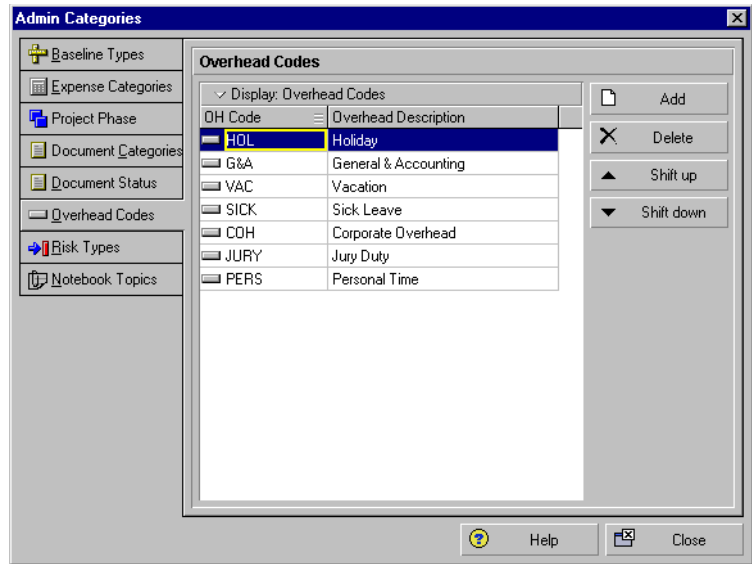 Admin Categories
Baseline Types
Expense Categories
Project Phase
Document Categories
Document Status
Overhead Codes
Risk Types
Notebook Topics
Overhead Codes
Display: Overhead Codes
OH Code Overhead Description
HOL Holiday
G&A General & Accounting
VAC Vacation
SICK Sick Leave
COH Corporate Overhead
JURY Jury Duty
PERS Personal Time
Add
Delete
Shift up
Shift down
Help
Close